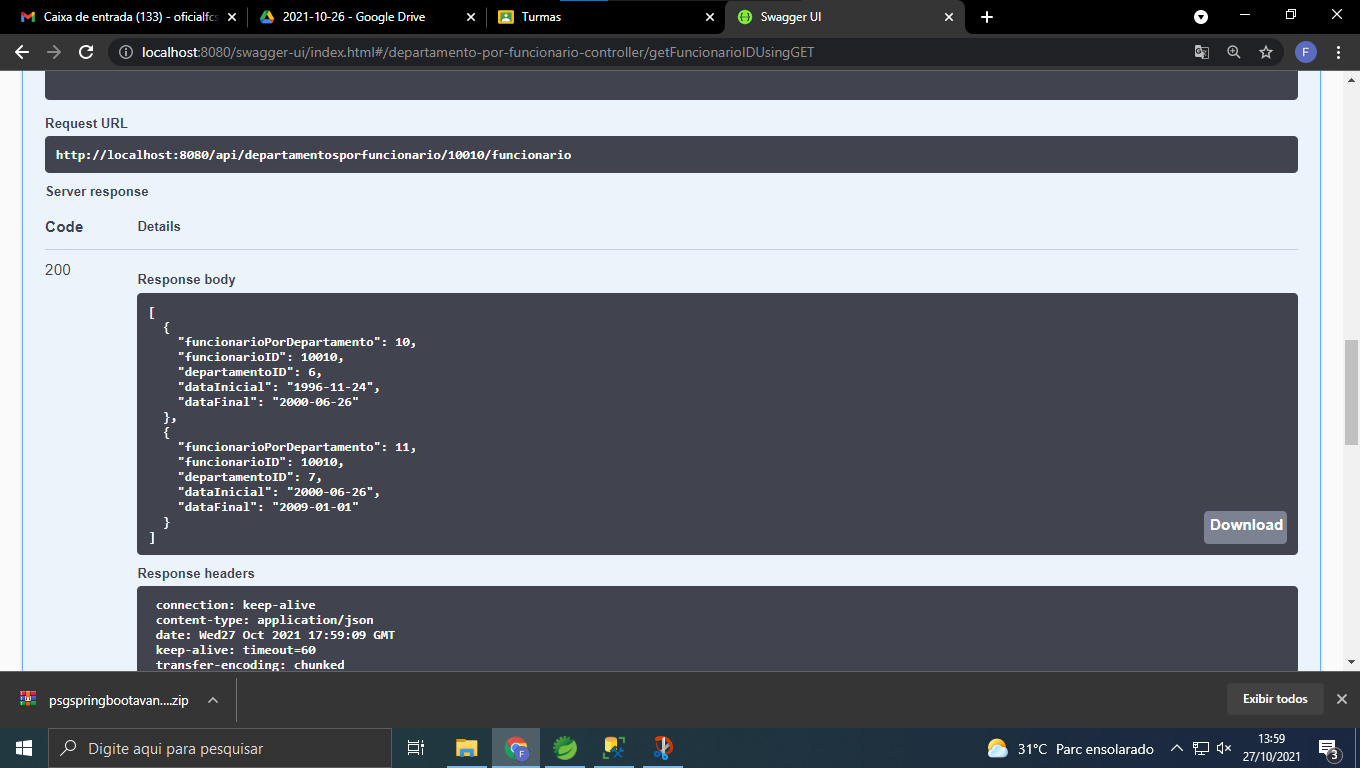 Caixa de entrada (133) - oficialfcs
2021-10-26 - Google Drive
Turmas
Swagger UI
localhost:8080/swagger-ui/index.html#/departamento-por-funcionario-controller/getFuncionarioIDUsingGET
F
Request URL
http://localhost:8080/api/departamentosporfuncionario/10010/funcionario
Server response
Code Details
200
Response body
[
{
"funcionarioPorDepartamento": 10,
"funcionarioID": 10010,
"departamentoID": 6,
"dataInicial": "1996-11-24",
"dataFinal": "2000-06-26"
},
{
"funcionarioPorDepartamento": 11,
"funcionarioID": 10010,
"departamentoID": 7,
"dataInicial": "2000-06-26",
"dataFinal": "2009-01-01"
}
]
Download
Response headers
connection: keep-alive
content-type: application/json
date: Wed27 Oct 2021 17:59:09 GMT
keep-alive: timeout=60
transfer-encoding: chunked
psgspringbootavan....zip
Exibir todos
Digite aqui para pesquisar
F
31°C Parc ensolarado
13:59
27/10/2021
3